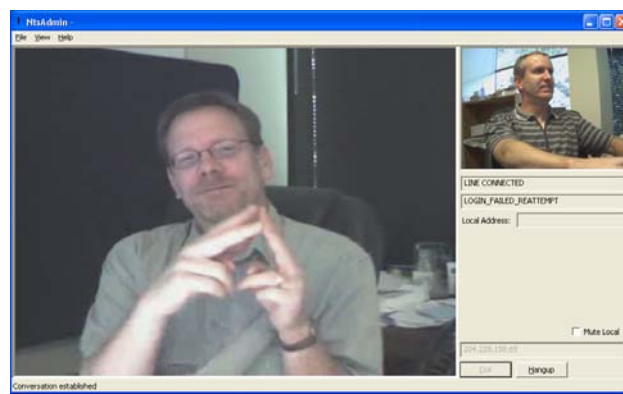 NtsAdmin -
File View Help
LINE CONNECTED
LOGIN_FAILED_REATTEMPT
Local Address:
Mute Local
Dial Hangup
Conversation established